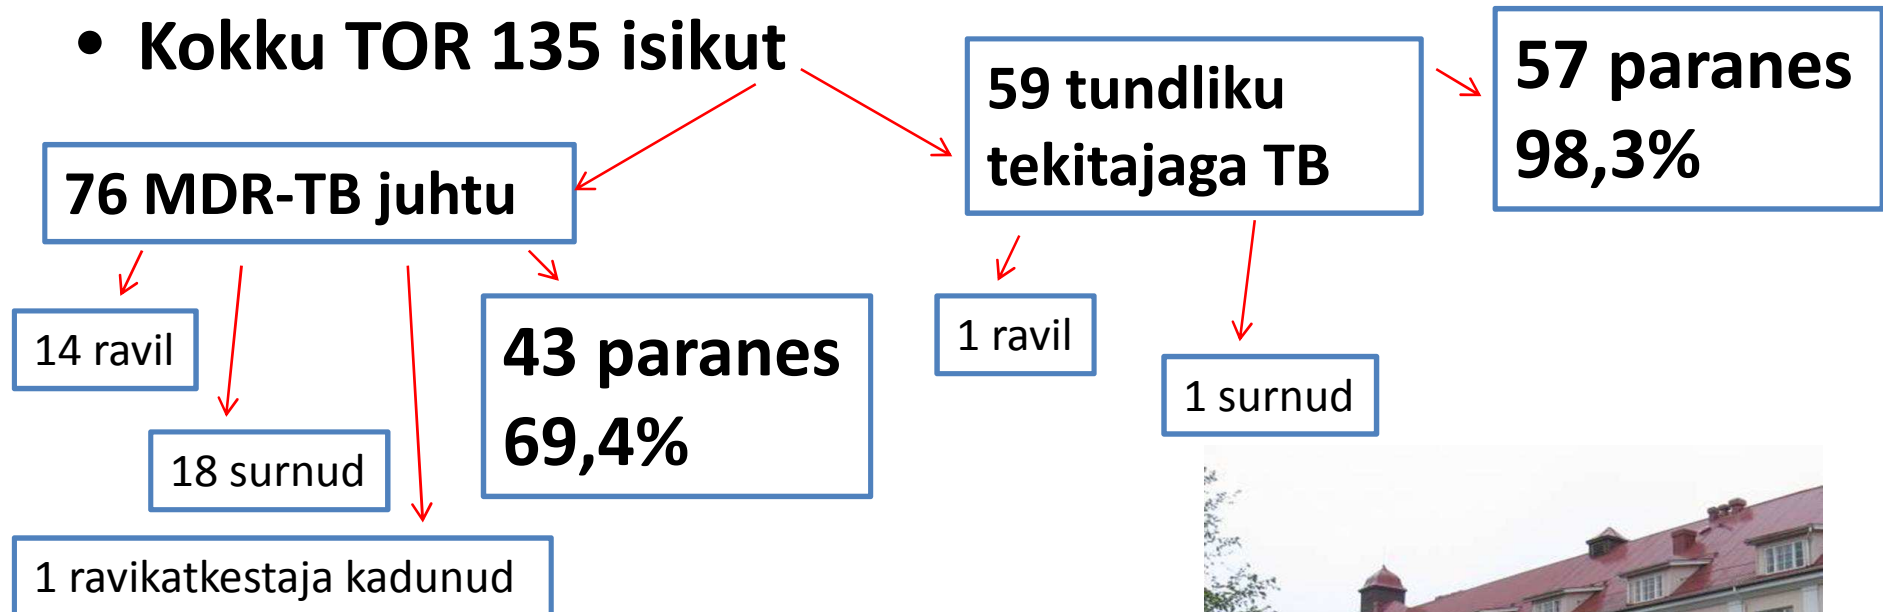 • Kokku TOR 135 isikut
76 MDR-TB juhtu
14 ravil
18 surnud
1 ravikatkestaja kadunud
43 paranes
69,4%
59 tundliku
tekitajaga TB
1 ravil
1 surnud
57 paranes
98,3%